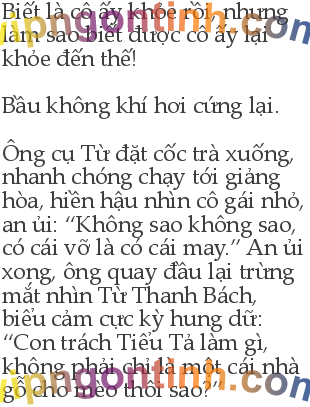 Biết là cô ấy khỏe rồi, nhưng
làm sao biết được cô ấy lại
khỏe đến thế!
Bầu không khí hơi cứng lại.
Ông cụ Từ đặt cốc trà xuống,
nhanh chóng chạy tới giảng
hòa, hiền hậu nhìn cô gái nhỏ,
an ủi: “Không sao không sao,
có cái vỡ là có cái may.” An ủi
xong, ông quay đầu lại trừng
mắt nhìn Từ Thanh Bách,
biểu cảm cực kỳ hung dữ:
“Con trách Tiểu Tả làm gì,
không phải chỉ là một cái nhà
gỗ cho mèo thôi sao?”
vipngontinh.com
vipngontinh.com